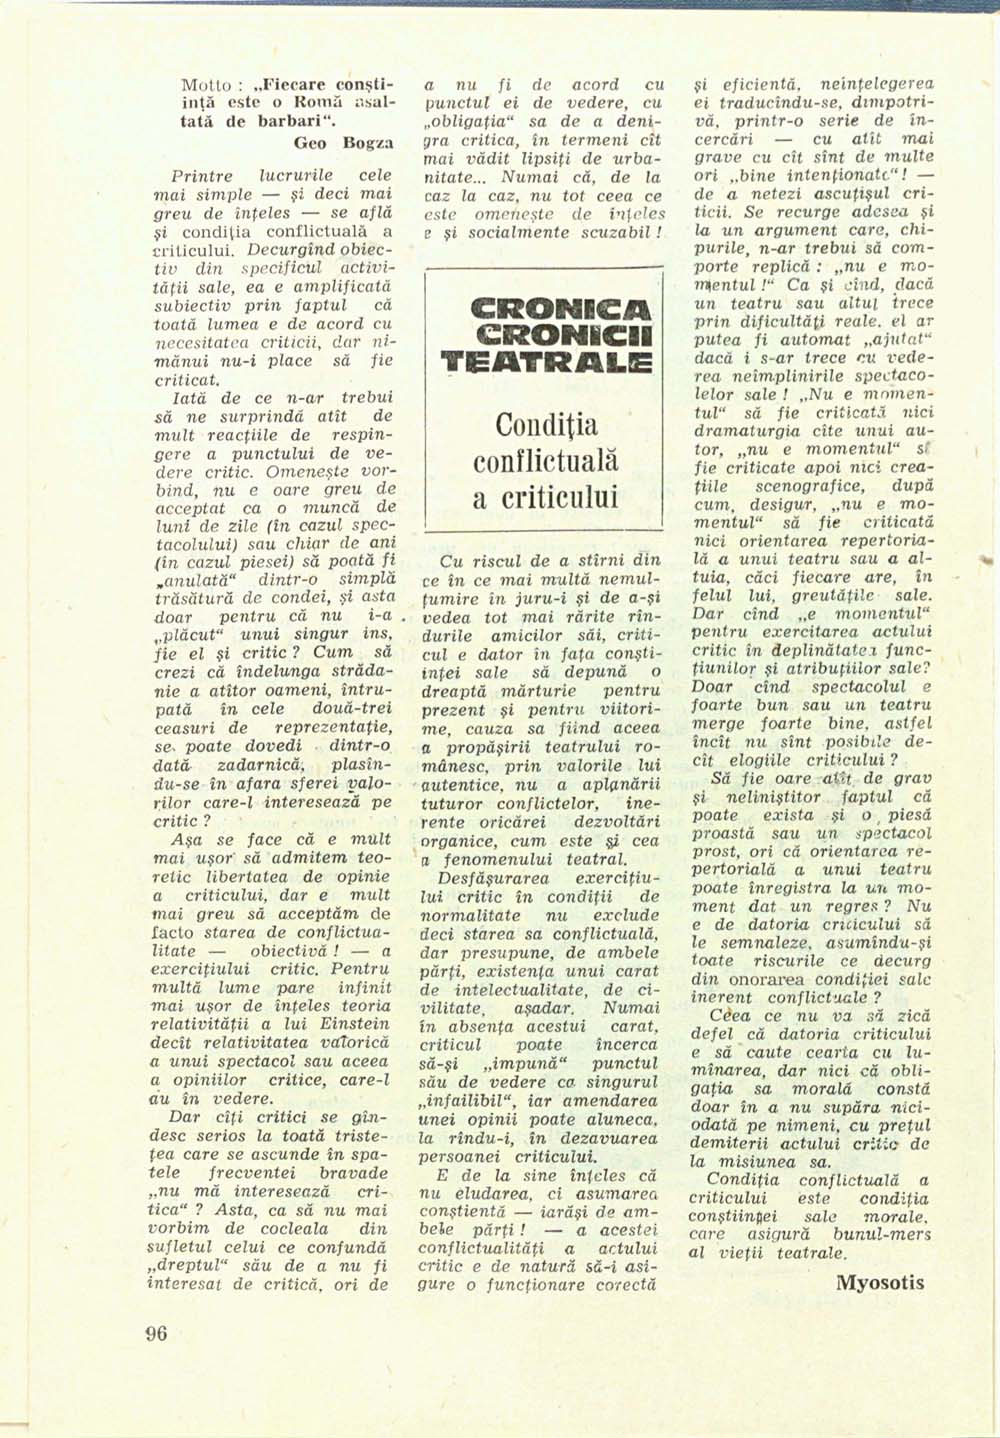 Motto : „Fiecare conști-
ință este o Romă asal-
tată de barbari“.
Geo Bogza
Printre lucrurile cele
mai simple — și deci mai
greu de înțeles — se află
și condiția conflictuală a
criticului. Decurgînd obiec-
tiv din specificul activi-
tății sale, ea e amplificată
subiectiv prin faptul că
toată lumea e de acord cu
necesitatea criticii, dar ni-
mănui nu-i place să fie
criticat.
Iată de ce n-ar trebui
să ne surprindă atît de
mult reacțiile de respin-
gere a punctului de ve-
dere critic. Omenește vor-
bind, nu e oare greu de
acceptat ca o muncă de
luni de zile (în cazul spec-
tacolului) sau chiar de ani
(în cazul piesei) să poată fi
„anulată“ dintr-o simplă
trăsătură de condei, și asta
doar pentru că nu i-a
„plăcut“ unui singur ins,
fie el și critic ? Cum să
crezi că îndelunga străda-
nie a atîtor oameni, întru-
pată în cele două-trei
ceasuri de reprezentație,
se poate dovedi dintr-o
dată zadarnică, plasîn-
du-se în afara sferei valo-
rilor care-l interesează pe
critic ?
Așa se face că e mult
mai ușor să admitem teo-
retic libertatea de opinie
a criticului, dar e mult
mai greu să acceptăm de
facto starea de conflictua-
litate — obiectivă ! — a
exercițiului critic. Pentru
multă lume pare infinit
mai ușor de înțeles teoria
relativității a lui Einstein
decît relativitatea valorică
a unui spectacol sau aceea
a opiniilor critice, care-l
au în vedere.
Dar cîți critici se gîn-
desc serios la toată triste-
țea care se ascunde în spa-
tele frecventei bravade
„nu mă interesează cri-
tica“ ? Asta, ca să nu mai
vorbim de cocleala din
sufletul celui ce confundă
„dreptul“ său de a nu fi
interesat de critică, ori de
a nu fi de acord cu
punctul ei de vedere, cu
„obligația“ sa de a deni-
gra critica, în termeni cît
mai vădit lipsiți de urba-
nitate... Numai că, de la
caz la caz, nu tot ceea ce
este omenește de înțeles
e și socialmente scuzabil !
CRONICA
CRONICII
TEATRALE
Condiția
conflictuală
a criticului
Cu riscul de a stîrni din
ce în ce mai multă nemul-
țumire în juru-i și de a-și
vedea tot mai rărite rîn-
durile amicilor săi, criti-
cul e dator în fața conști-
inței sale să depună o
dreaptă mărturie pentru
prezent și pentru viitori-
me, cauza sa fiind aceea
a propășirii teatrului ro-
mânesc, prin valorile lui
autentice, nu a aplanării
tuturor conflictelor, ine-
rente oricărei dezvoltări
organice, cum este și cea
a fenomenului teatral.
Desfășurarea exercițiu-
lui critic în condiții de
normalitate nu exclude
deci starea sa conflictuală,
dar presupune, de ambele
părți, existența unui carat
de intelectualitate, de ci-
vilitate, așadar. Numai
în absența acestui carat,
criticul poate încerca
să-și „impună“ punctul
său de vedere ca singurul
„infailibil“, iar amendarea
unei opinii poate aluneca,
la rîndu-i, în dezavuarea
persoanei criticului.
E de la sine înțeles că
nu eludarea, ci asumarea
conștientă — iarăși de am-
bele părți ! — a acestei
conflictualități a actului
critic e de natură să-i asi-
gure o funcționare corectă
și eficientă, neînțelegerea
ei traducîndu-se, dimpotri-
vă, printr-o serie de în-
cercări — cu atît mai
grave cu cît sînt de multe
ori „bine intenționate“! —
de a netezi ascuțișul cri-
ticii. Se recurge adesea și
la un argument care, chi-
purile, n-ar trebui să com-
porte replică : „nu e mo-
mentul !“ Ca și cînd, dacă
un teatru sau altul trece
prin dificultăți reale, el ar
putea fi automat „ajutat“
dacă i s-ar trece cu vede-
rea neîmplinirile spectaco-
lelor sale ! „Nu e momen-
tul“ să fie criticată nici
dramaturgia cîte unui au-
tor, „nu e momentul“ să
fie criticate apoi nici crea-
țiile scenografice, după
cum, desigur, „nu e mo-
mentul“ să fie criticată
nici orientarea repertoria-
lă a unui teatru sau a al-
tuia, căci fiecare are, în
felul lui, greutățile sale.
Dar cînd „e momentul“
pentru exercitarea actului
critic în deplinătatea func-
țiunilor și atribuțiilor sale?
Doar cînd spectacolul e
foarte bun sau un teatru
merge foarte bine, astfel
încît nu sînt posibile de-
cît elogiile criticului ?
Să fie oare atît de grav
și neliniștitor faptul că
poate exista și o piesă
proastă sau un spectacol
prost, ori că orientarea re-
pertorială a unui teatru
poate înregistra la un mo-
ment dat un regres ? Nu
e de datoria criticului să
le semnaleze, asumîndu-și
toate riscurile ce decurg
din onorarea condiției sale
inerent conflictuale ?
Ceea ce nu va să zică
defel că datoria criticului
e să caute cearta cu lu-
mînarea, dar nici că obli-
gația sa morală constă
doar în a nu supăra nici-
odată pe nimeni, cu prețul
demiterii actului critic de
la misiunea sa.
Condiția conflictuală a
criticului este condiția
conștiinței sale morale,
care asigură bunul-mers
al vieții teatrale.
Myosotis
96